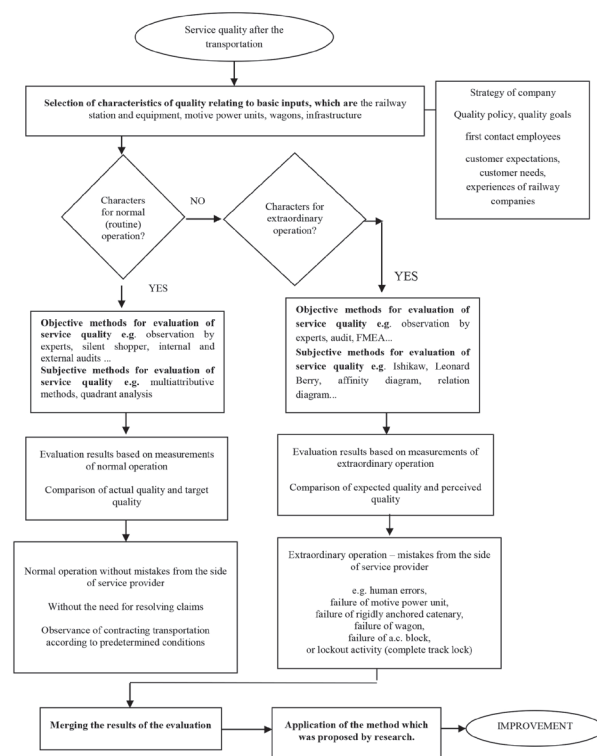 Service quality after the
transportation
Selection of characteristics of quality relating to basic inputs, which are the railway
station and equipment, motive power units, wagons, infrastructure
Strategy of company
Quality policy, quality goals
first contact employees
customer expectations,
customer needs,
experiences of railway
companies
Characters
for normal
(routine)
operation?
NO
Characters for
extraordinary
operation?
YES
YES
Objective methods for evaluation of
service quality e.g. observation by
experts, silent shopper, internal and
external audits ...
Subjective methods for evaluation of
service quality e.g. multiattributive
methods, quadrant analysis
Objective methods for evaluation of
service quality e.g. observation by
experts, audit, FMEA...
Subjective methods for evaluation of
service quality e.g. Ishikaw, Leonard
Berry, affinity diagram, relation
diagram...
Evaluation results based on measurements
of normal operation
Comparison of actual quality and target
quality
Evaluation results based on measurements of
extraordinary operation
Comparison of expected quality and perceived
quality
Normal operation without mistakes from the side
of service provider
Without the need for resolving claims
Observance of contracting transportation
according to predetermined conditions
Extraordinary operation – mistakes from the side
of service provider
e.g. human errors,
failure of motive power unit,
failure of rigidly anchored catenary,
failure of wagon,
failure of a.c. block,
or lockout activity (complete track lock)
Merging the results of the evaluation
Application of the method which
was proposed by research.
IMPROVEMENT